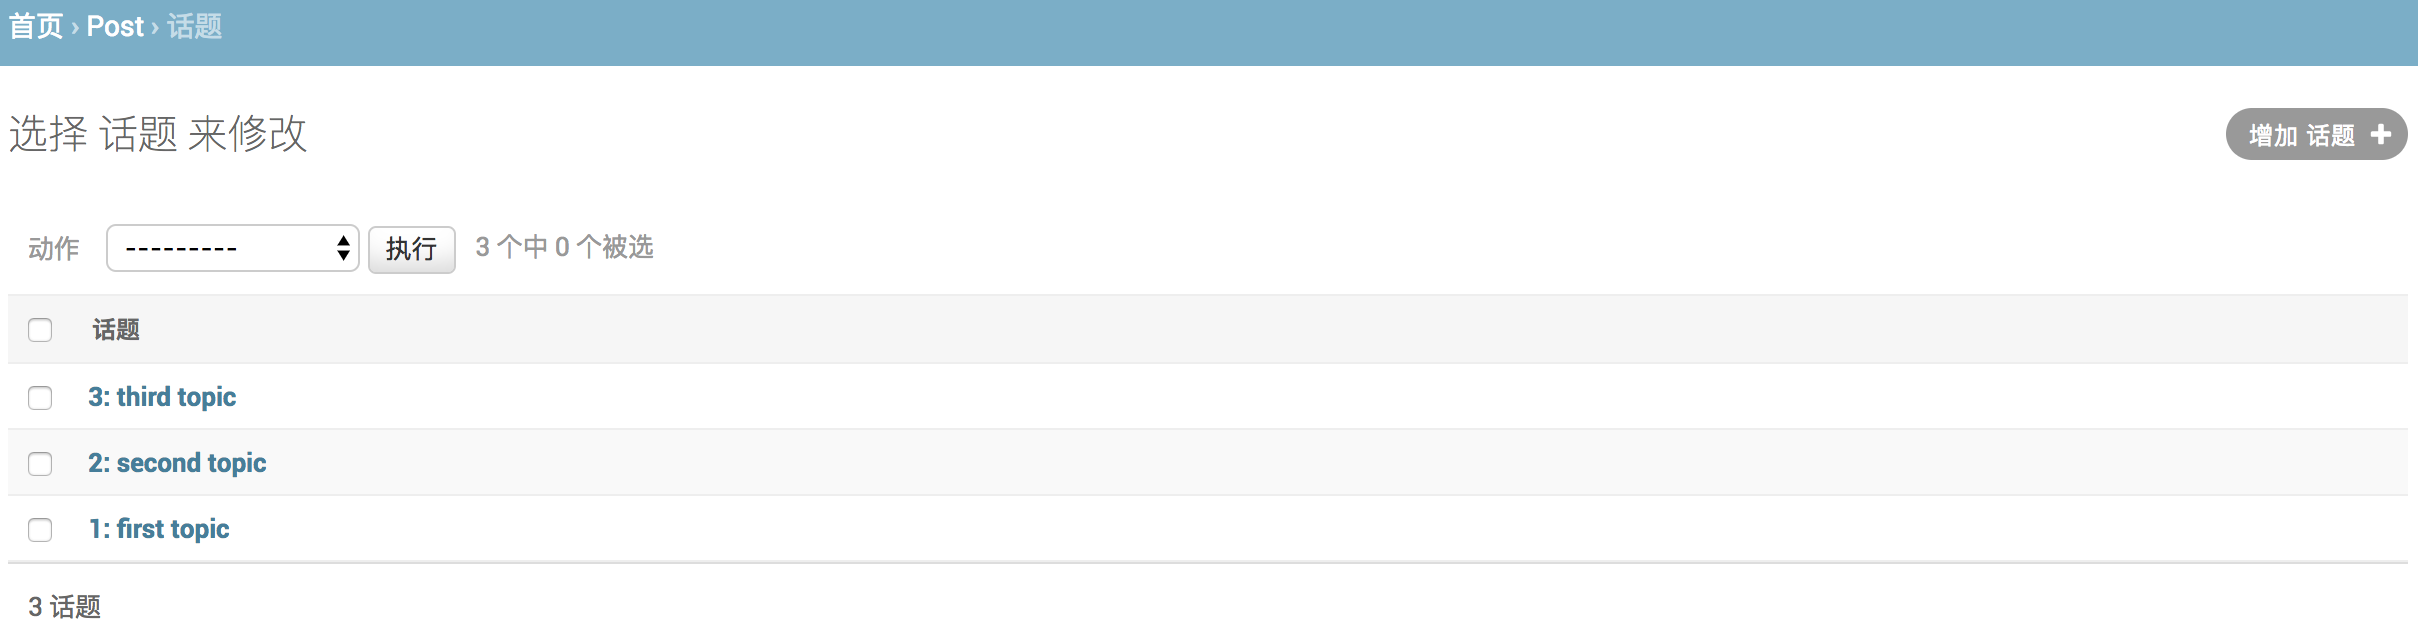 首页 › Post › 话题
选择 话题 来修改
增加 话题 +
动作 --------- 执行 3 个中 0 个被选
话题
3: third topic
2: second topic
1: first topic
3 话题